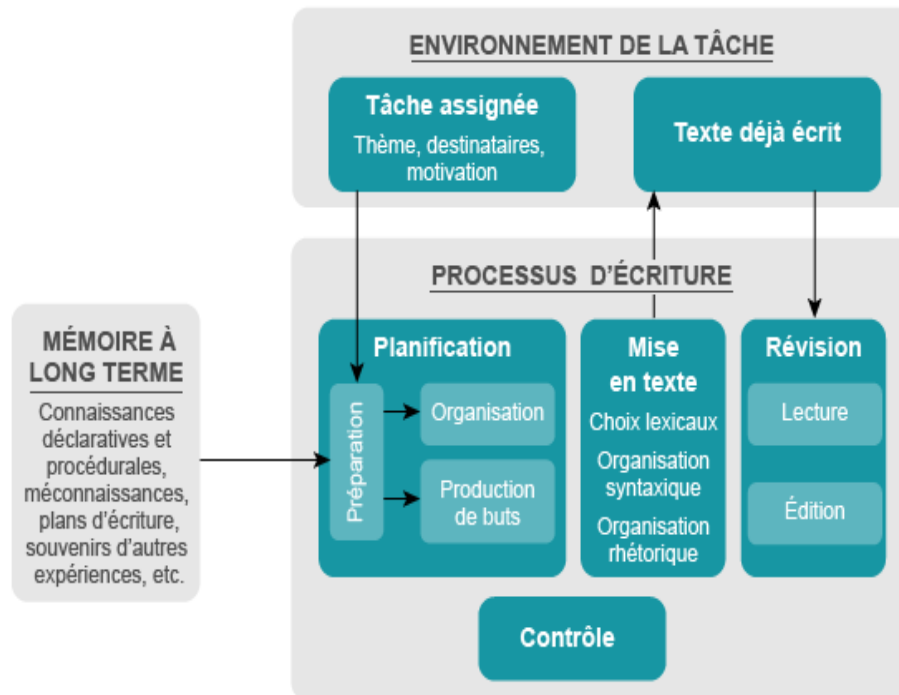 ENVIRONNEMENT DE LA TÂCHE
Tâche assignée
Thème, destinataires,
motivation
Texte déjà écrit
PROCESSUS D’ÉCRITURE
MÉMOIRE À
LONG TERME
Connaissances
déclaratives et
procédurales,
méconnaissances,
plans d’écriture,
souvenirs d’autres
expériences, etc.
Planification
Préparation
Organisation
Production
de buts
Mise
en texte
Choix lexicaux
Organisation
syntaxique
Organisation
rhétorique
Révision
Lecture
Édition
Contrôle